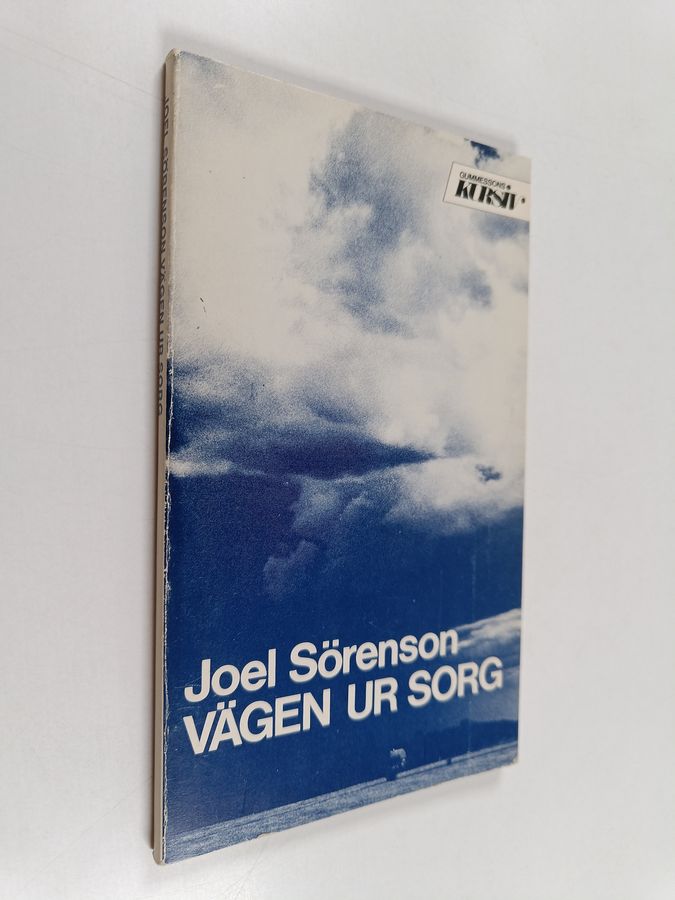 GUMMESSONS
KURSIV
Joel Sörenson
VÄGEN UR SORG
JOEL SÖRENSON VÄGEN UR SORG